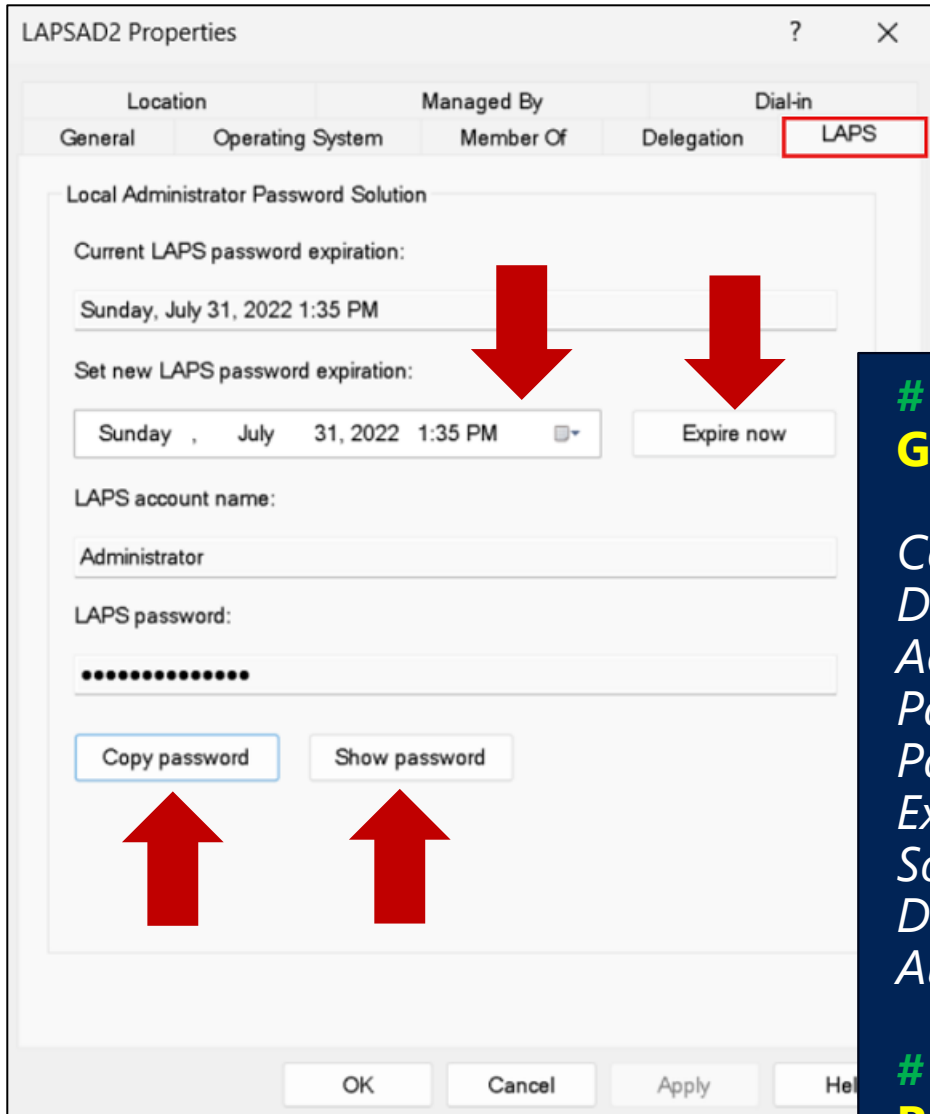 LAPSAD2 Properties ? ×
Location Managed By Dial-in
General Operating System Member Of Delegation LAPS
Local Administrator Password Solution
Current LAPS password expiration:
Sunday, July 31, 2022 1:35 PM
Set new LAPS password expiration:
Sunday , July 31, 2022 1:35 PM Expire now
LAPS account name:
Administrator
LAPS password:
••••••••••••••
Copy password Show password
OK Cancel Apply
#
G
D
#